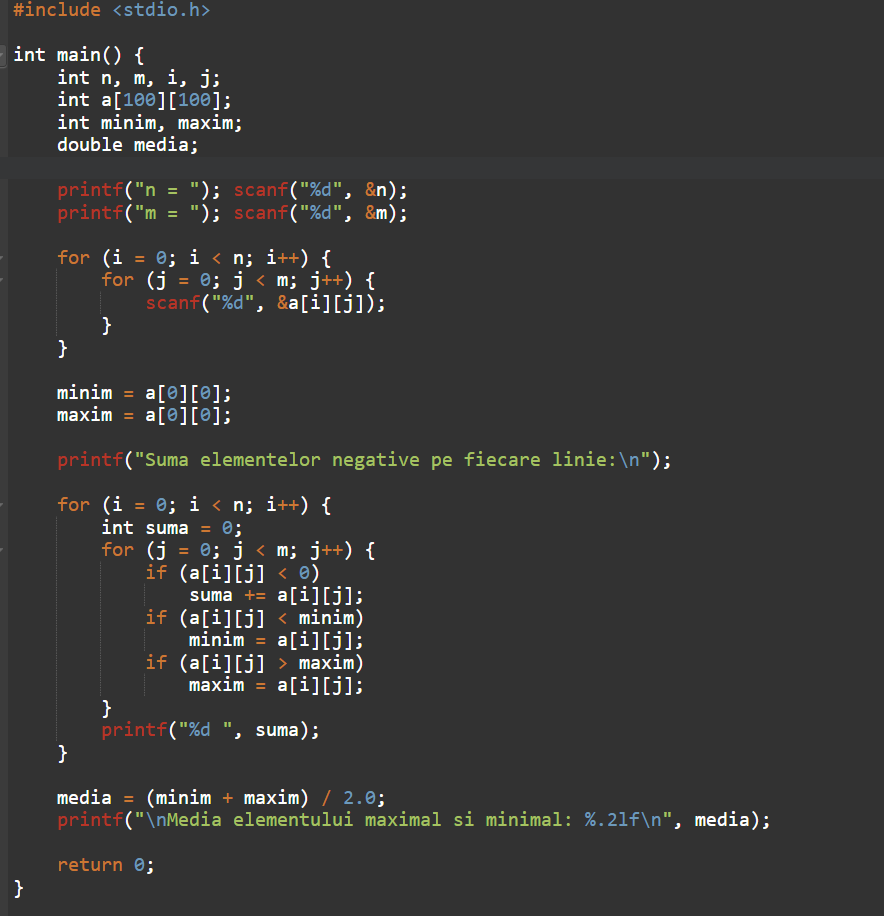 #include <stdio.h>
int main() {
    int n, m, i, j;
    int a[100][100];
    int minim, maxim;
    double media;
    printf("n = "); scanf("%d", &n);
    printf("m = "); scanf("%d", &m);
    for (i = 0; i < n; i++) {
        for (j = 0; j < m; j++) {
            scanf("%d", &a[i][j]);
        }
    }
    minim = a[0][0];
    maxim = a[0][0];
    printf("Suma elementelor negative pe fiecare linie:\n");
    for (i = 0; i < n; i++) {
        int suma = 0;
        for (j = 0; j < m; j++) {
            if (a[i][j] < 0)
                suma += a[i][j];
            if (a[i][j] < minim)
                minim = a[i][j];
            if (a[i][j] > maxim)
                maxim = a[i][j];
        }
        printf("%d ", suma);
    }
    media = (minim + maxim) / 2.0;
    printf("\nMedia elementului maximal si minimal: %.2lf\n", media);
    return 0;
}